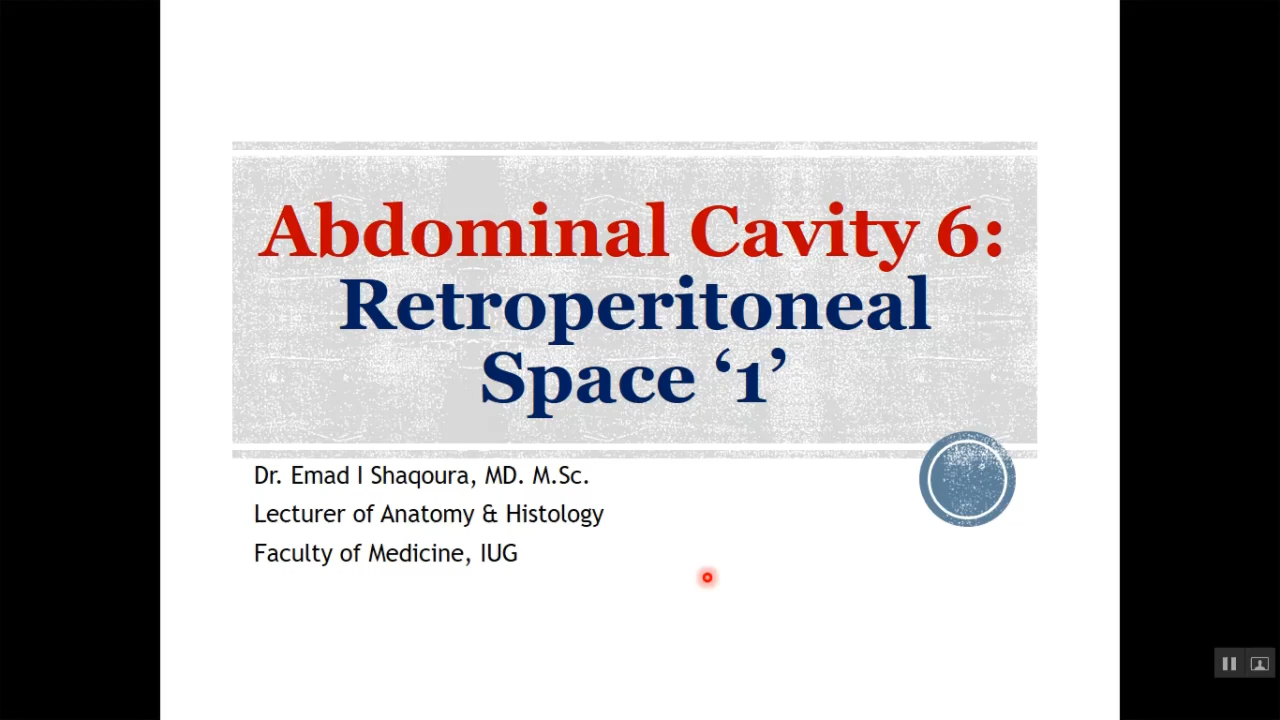 Abdominal Cavity 6:
Retroperitoneal
Space ‘1’
Dr. Emad I Shaqoura, MD. M.Sc.
Lecturer of Anatomy & Histology
Faculty of Medicine, IUG